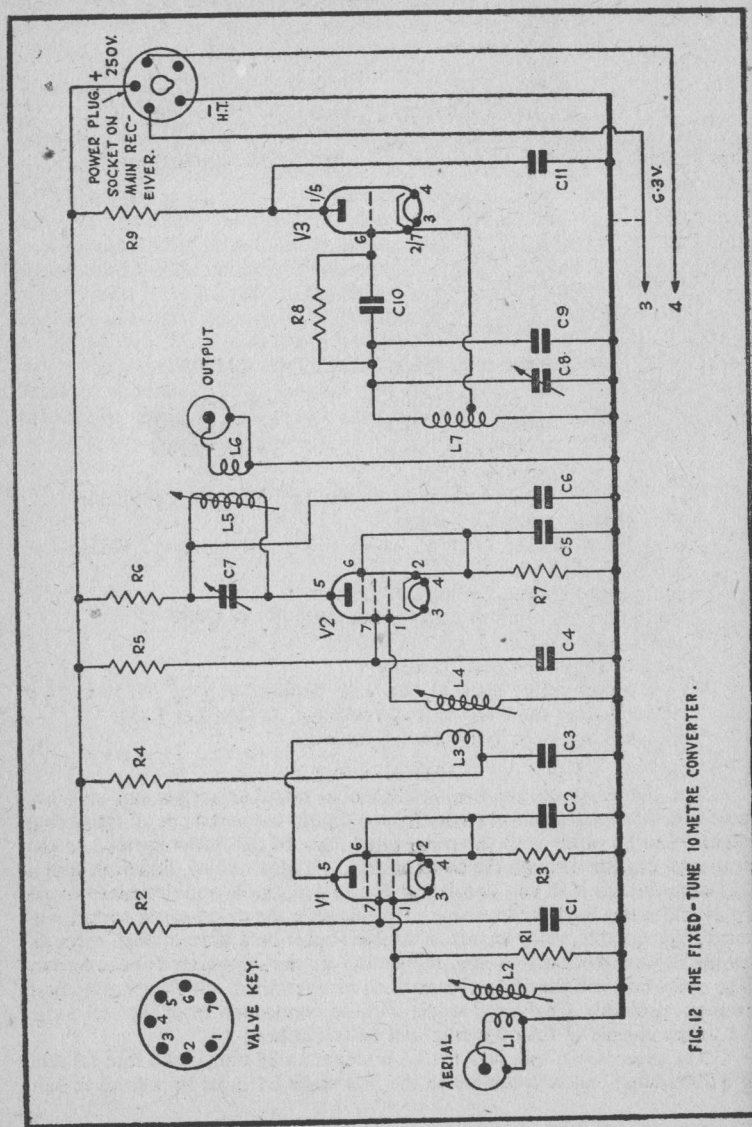 POWER PLUG. +
250V.
SOCKET ON
MAIN REC-
EIVER.
–
H.T.
R2
R4
R5
R6
R9
OUTPUT
L6
L5
C7
R8
C10
V3
1/5
6
2/7
3
4
C11
VALVE KEY
1
2
3
4
5
6
7
V1
5
7
1
6
2
4
3
V2
5
7
1
6
2
4
3
L3
L4
L7
AERIAL
L1
L2
R1
C1
R3
C2
C3
C4
R7
C5
C6
C8
C9
6·3V.
3
4
FIG.12 THE FIXED-TUNE 10 METRE CONVERTER.